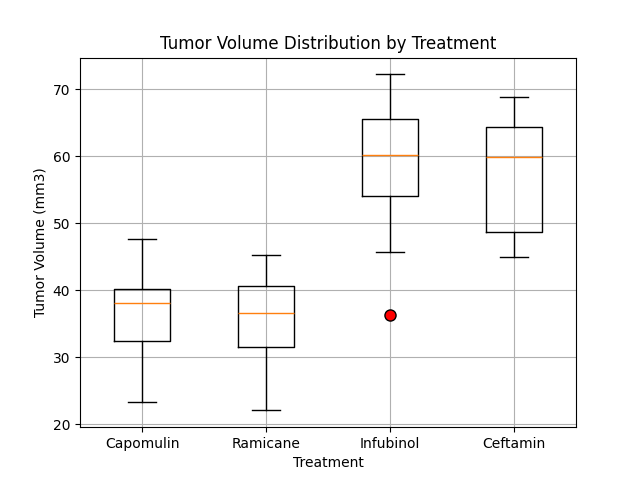 Tumor Volume Distribution by Treatment
Tumor Volume (mm3)
70
60
50
40
30
20
Capomulin Ramicane Infubinol Ceftamin
Treatment